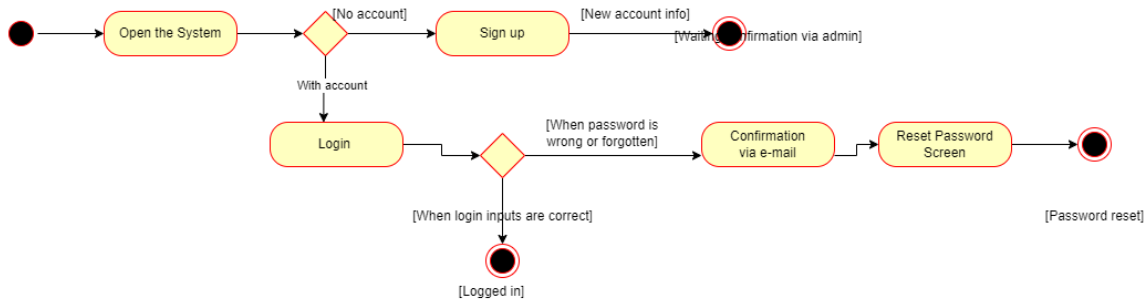 [No account]
[New account info]
Open the System
Sign up
[Waiting confirmation via admin]
With account
[When password is
wrong or forgotten]
Login
Confirmation
via e-mail
Reset Password
Screen
[When login inputs are correct]
[Password reset]
[Logged in]